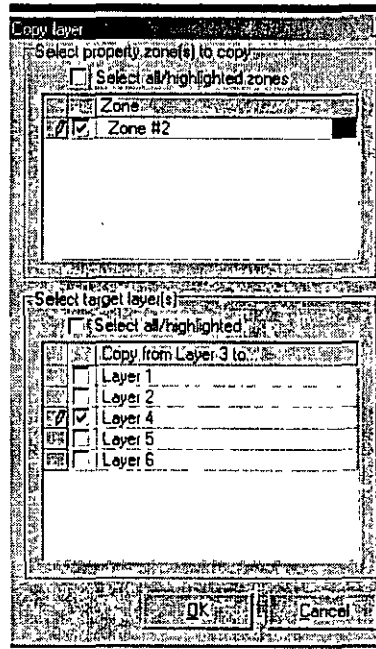 Copy layer
Select property zone(s) to copy
Select all/highlighted zones
Zone
Zone #2
Select target layer(s)
Select all/highlighted
Copy from Layer 3 to...
Layer 1
Layer 2
Layer 4
Layer 5
Layer 6
OK
Cancel